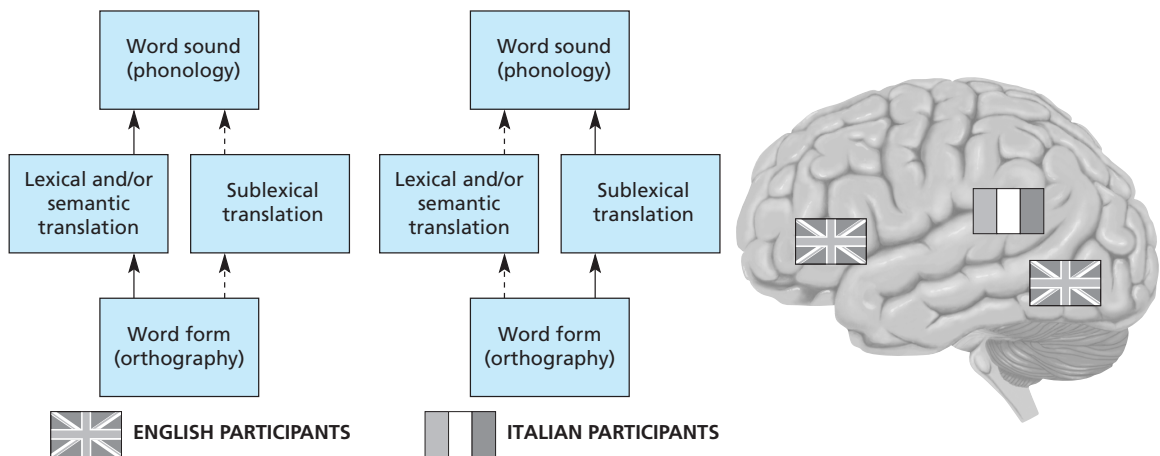 Word sound
(phonology)
Lexical and/or
semantic
translation
Sublexical
translation
Word form
(orthography)
ENGLISH PARTICIPANTS
Word sound
(phonology)
Lexical and/or
semantic
translation
Sublexical
translation
Word form
(orthography)
ITALIAN PARTICIPANTS